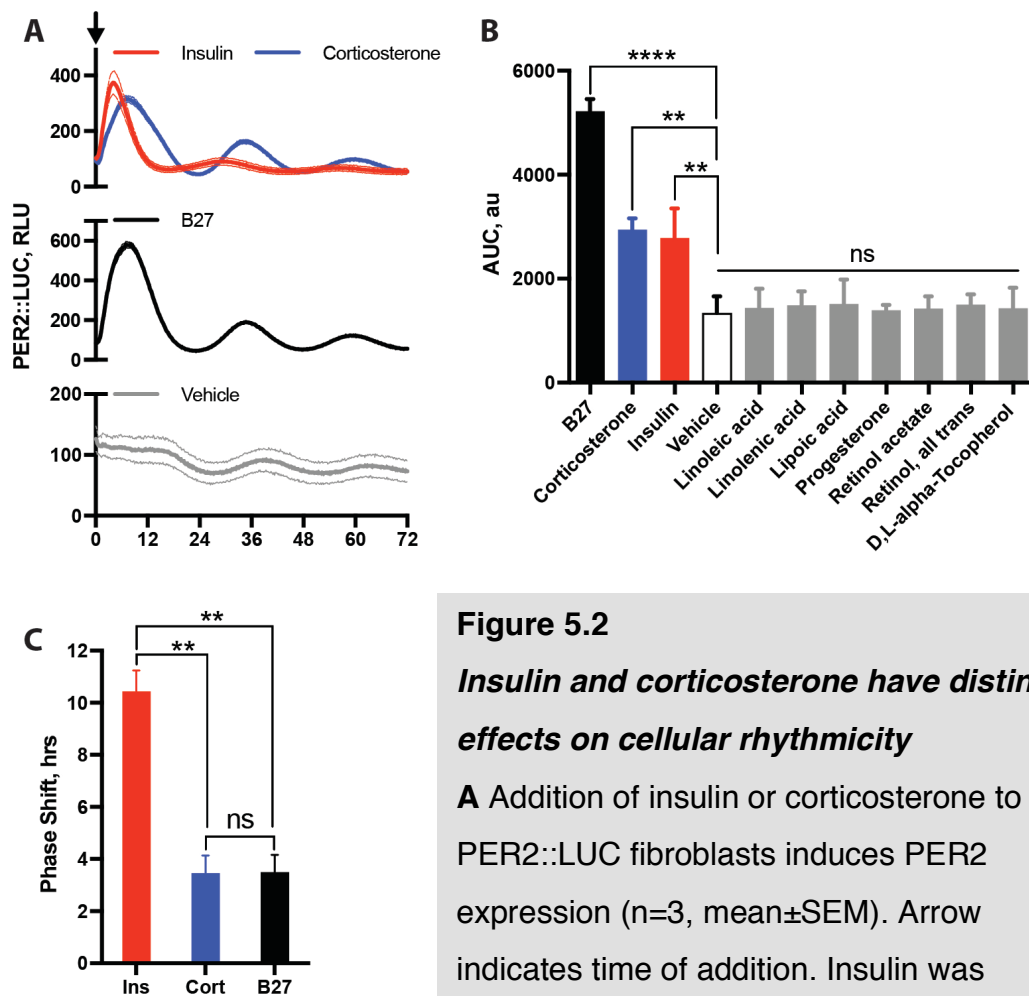 A
Insulin Corticosterone
400
200
0
PER2::LUC, RLU
B27
600
400
200
0
Vehicle
200
100
0
0 12 24 36 48 60 72
B
6000
4000
2000
0
AUC, au
****
**
**
ns
B27
Corticosterone
Insulin
Vehicle
Linoleic acid
Linolenic acid
Lipoic acid
Progesterone
Retinol acetate
Retinol, all trans
D,L-alpha-Tocopherol
C
12
10
8
6
4
2
0
Phase Shift, hrs
**
**
ns
Ins Cort B27
Figure 5.2
Insulin and corticosterone have distin
effects on cellular rhythmicity
A Addition of insulin or corticosterone to
PER2::LUC fibroblasts induces PER2
expression (n=3, mean±SEM). Arrow
indicates time of addition. Insulin was